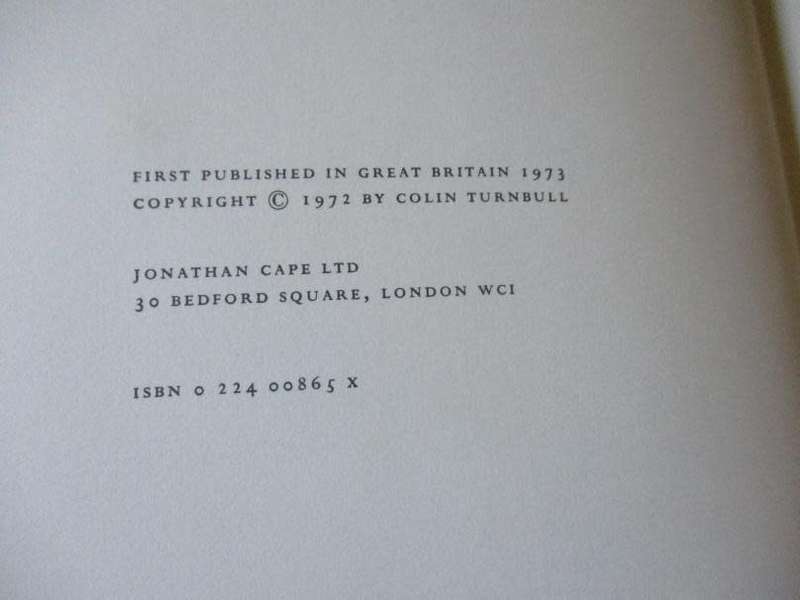 FIRST PUBLISHED IN GREAT BRITAIN 1973
COPYRIGHT © 1972 BY COLIN TURNBULL
JONATHAN CAPE LTD
30 BEDFORD SQUARE, LONDON WC1
ISBN 0 224 00865 X